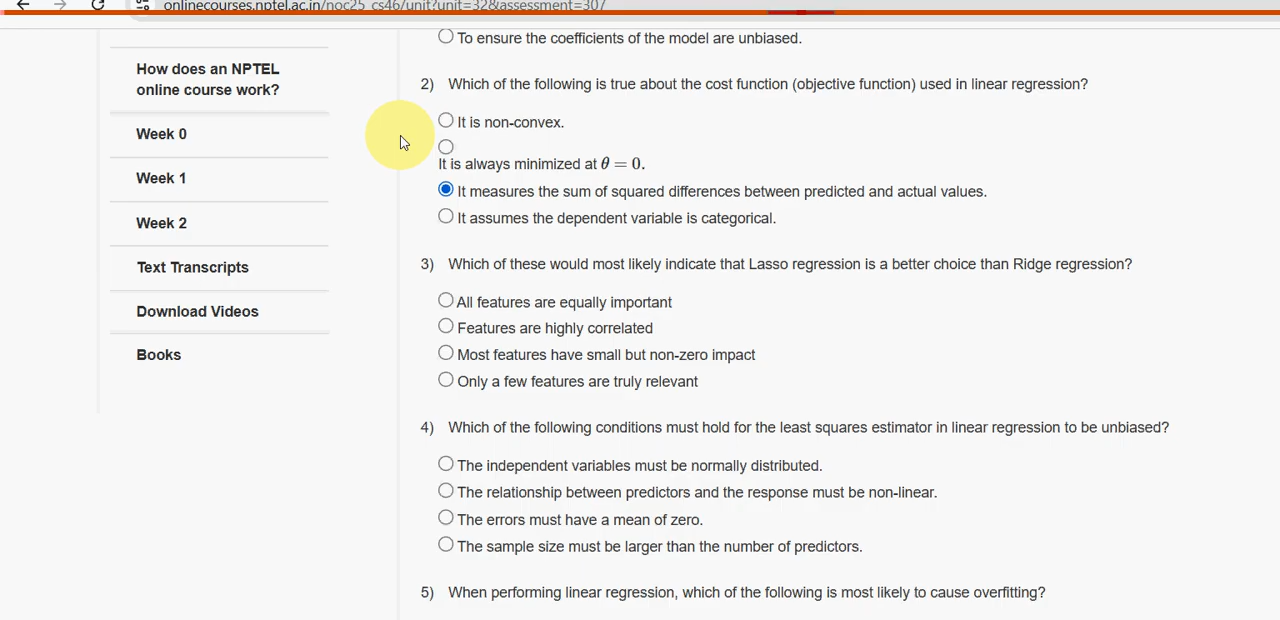 onlinecourses.nptel.ac.in/noc25_cs46/unit?unit=32&assessment=307
To ensure the coefficients of the model are unbiased.
How does an NPTEL
online course work?
Week 0
Week 1
Week 2
Text Transcripts
Download Videos
Books
2) Which of the following is true about the cost function (objective function) used in linear regression?
It is non-convex.
It is always minimized at θ = 0.
It measures the sum of squared differences between predicted and actual values.
It assumes the dependent variable is categorical.
3) Which of these would most likely indicate that Lasso regression is a better choice than Ridge regression?
All features are equally important
Features are highly correlated
Most features have small but non-zero impact
Only a few features are truly relevant
4) Which of the following conditions must hold for the least squares estimator in linear regression to be unbiased?
The independent variables must be normally distributed.
The relationship between predictors and the response must be non-linear.
The errors must have a mean of zero.
The sample size must be larger than the number of predictors.
5) When performing linear regression, which of the following is most likely to cause overfitting?